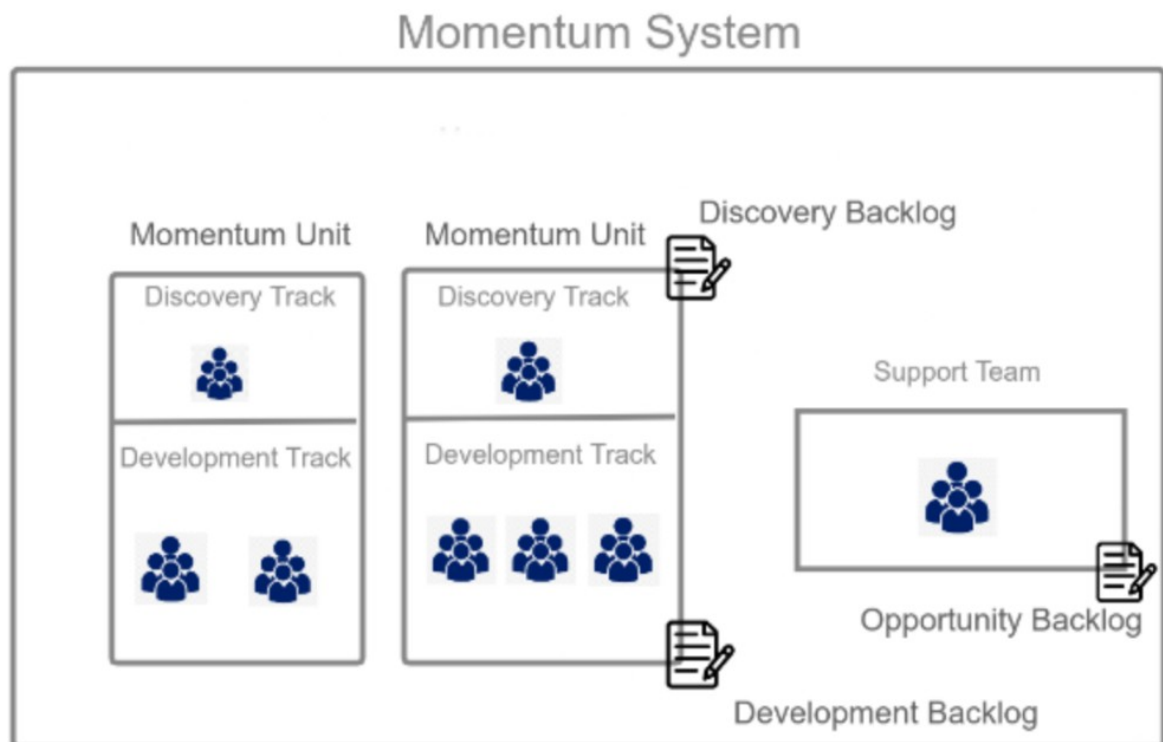 Momentum System
Discovery Backlog
Momentum Unit
Momentum Unit
Discovery Track
Discovery Track
Support Team
Development Track
Development Track
Opportunity Backlog
Development Backlog